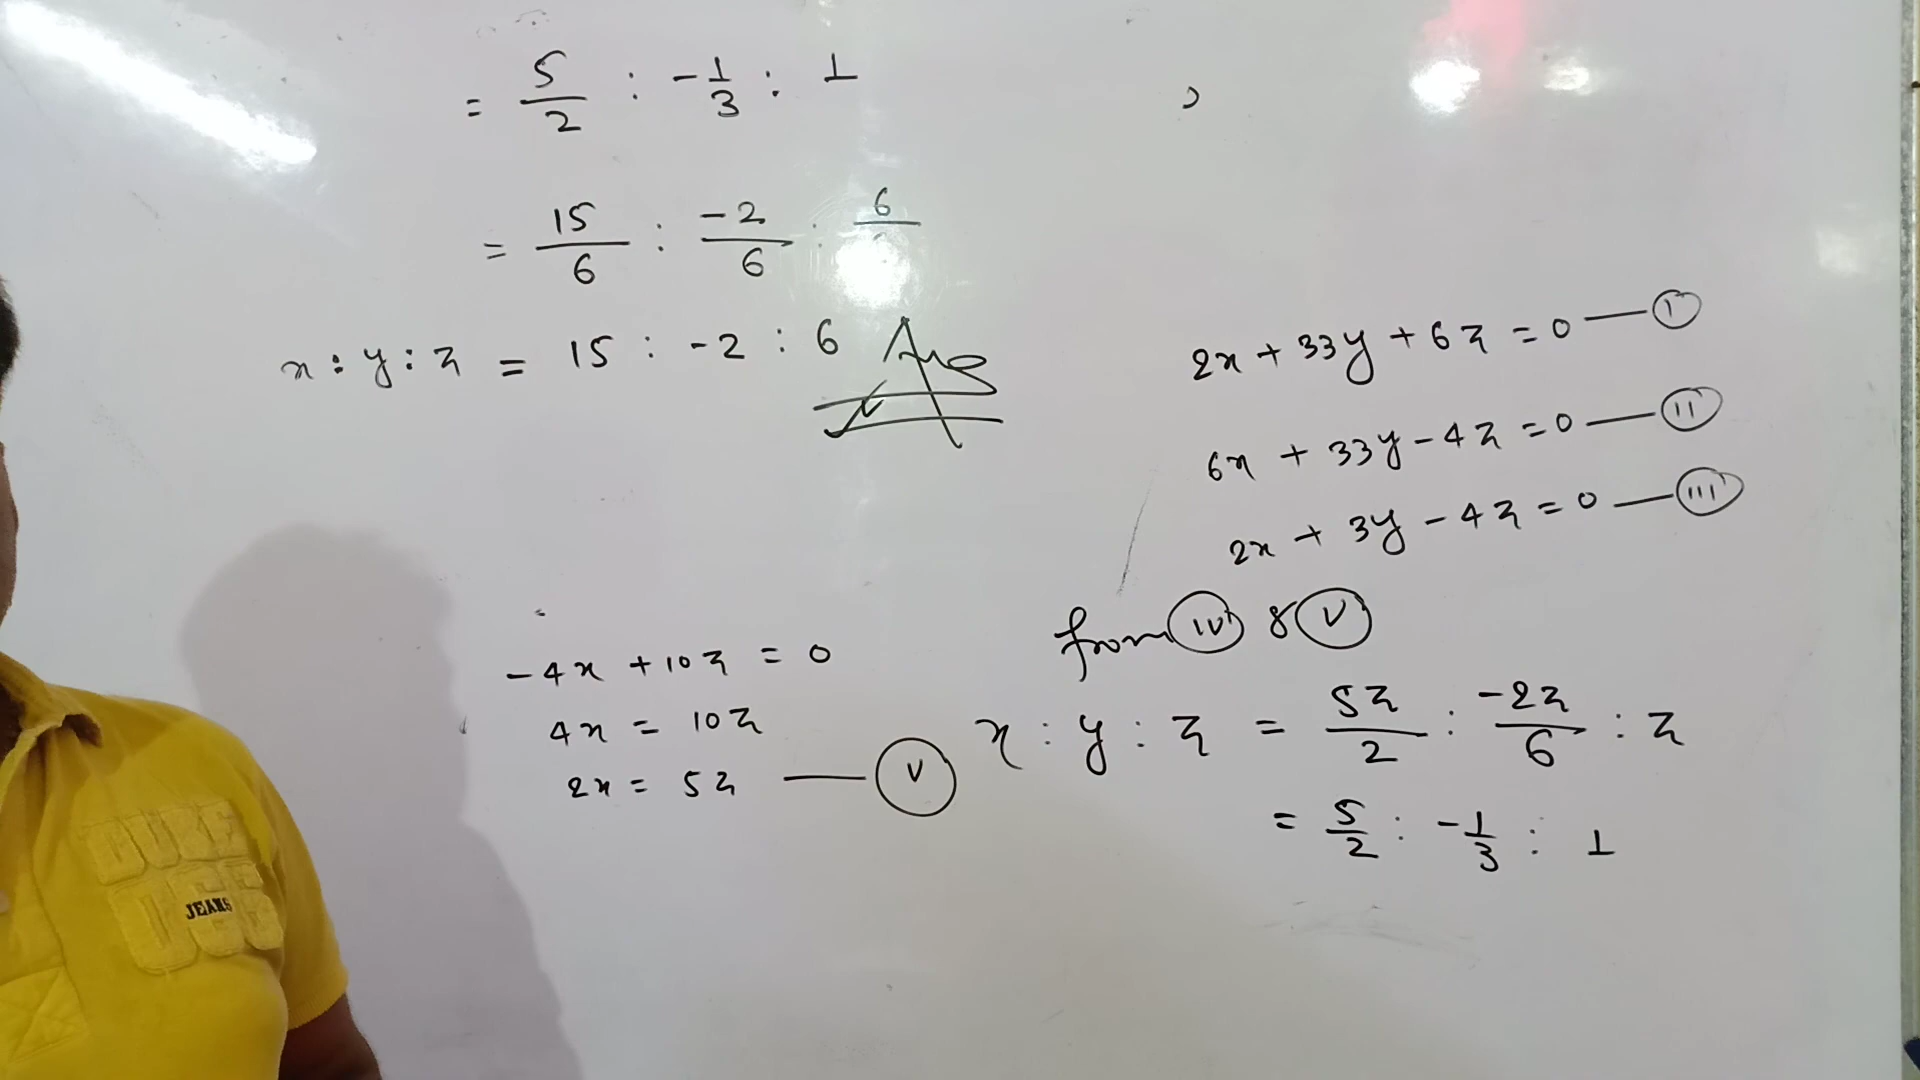 = 5/2 : -1/3 : 1
= 15/6 : -2/6 : 6/
x : y : z = 15 : -2 : 6 Ans
2x + 33y + 6z = 0 — (i)
6x + 33y - 4z = 0 — (ii)
2x + 3y - 4z = 0 — (iii)
-4x + 10z = 0
4x = 10z
2x = 5z — (v)
from (iv) & (v)
x : y : z = 5z/2 : -2z/6 : z
= 5/2 : -1/3 : 1
JEANS